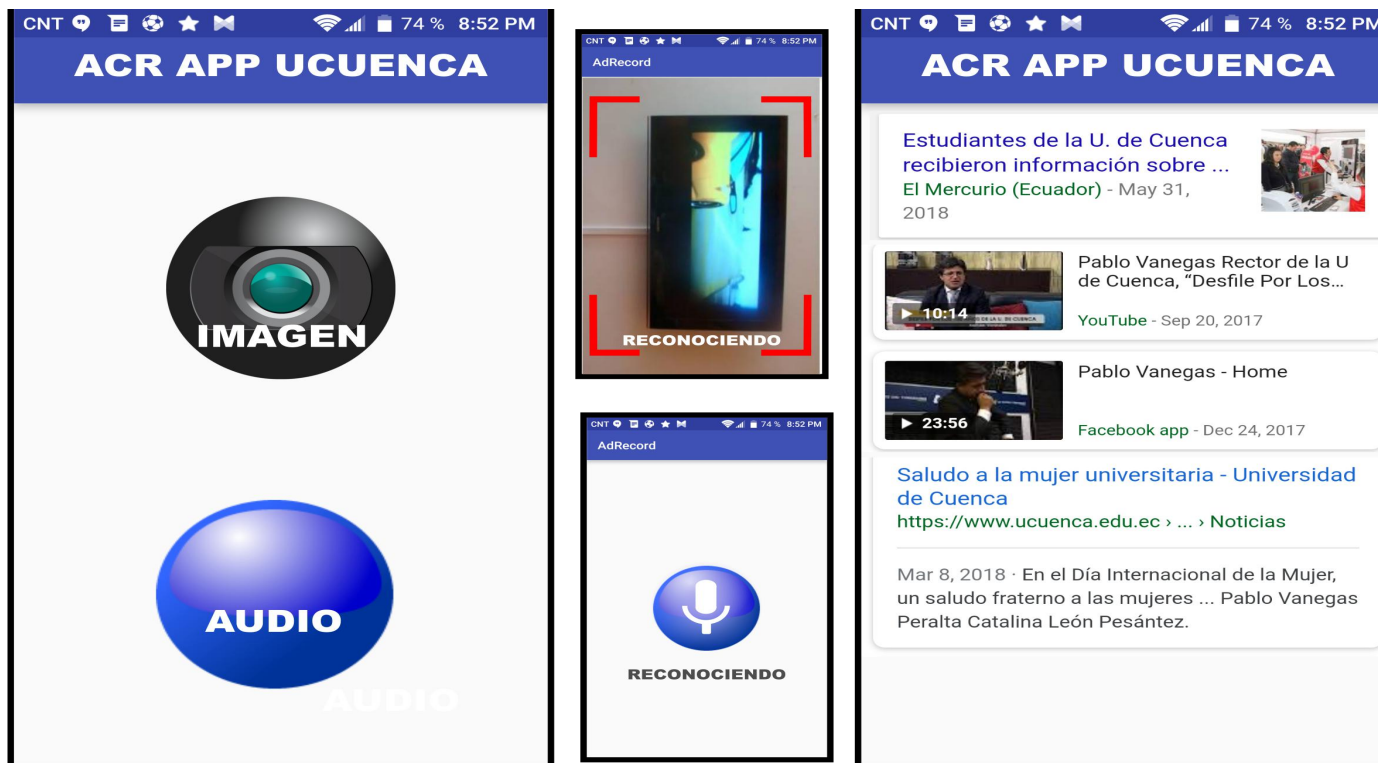 CNT 74 % 8:52 PM
ACR APP UCUENCA
IMAGEN
AUDIO
AUDIO
CNT 74 % 8:52 PM
AdRecord
RECONOCIENDO
CNT 74 % 8:52 PM
AdRecord
RECONOCIENDO
CNT 74 % 8:52 PM
ACR APP UCUENCA
Estudiantes de la U. de Cuenca
recibieron información sobre ...
El Mercurio (Ecuador) - May 31,
2018
Pablo Vanegas Rector de la U
de Cuenca, “Desfile Por Los...
10:14
YouTube - Sep 20, 2017
Pablo Vanegas - Home
23:56
Facebook app - Dec 24, 2017
Saludo a la mujer universitaria - Universidad
de Cuenca
https://www.ucuenca.edu.ec › ... › Noticias
Mar 8, 2018 · En el Día Internacional de la Mujer,
un saludo fraterno a las mujeres ... Pablo Vanegas
Peralta Catalina León Pesántez.